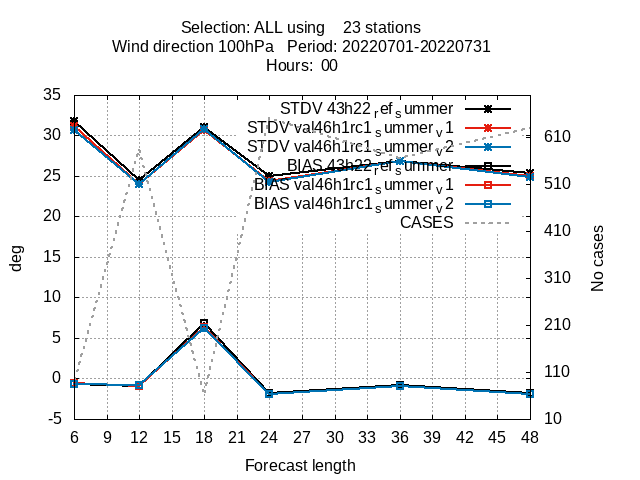 Selection: ALL using 23 stations
Wind direction 100hPa Period: 20220701-20220731
Hours: 00
STDV 43h22_ref_summer
STDV val46h1rc1_summer_v1
STDV val46h1rc1_summer_v2
BIAS 43h22_ref_summer
BIAS val46h1rc1_summer_v1
BIAS val46h1rc1_summer_v2
CASES
35
30
25
20
15
10
5
0
-5
deg
610
510
410
310
210
110
10
No cases
6 9 12 15 18 21 24 27 30 33 36 39 42 45 48
Forecast length